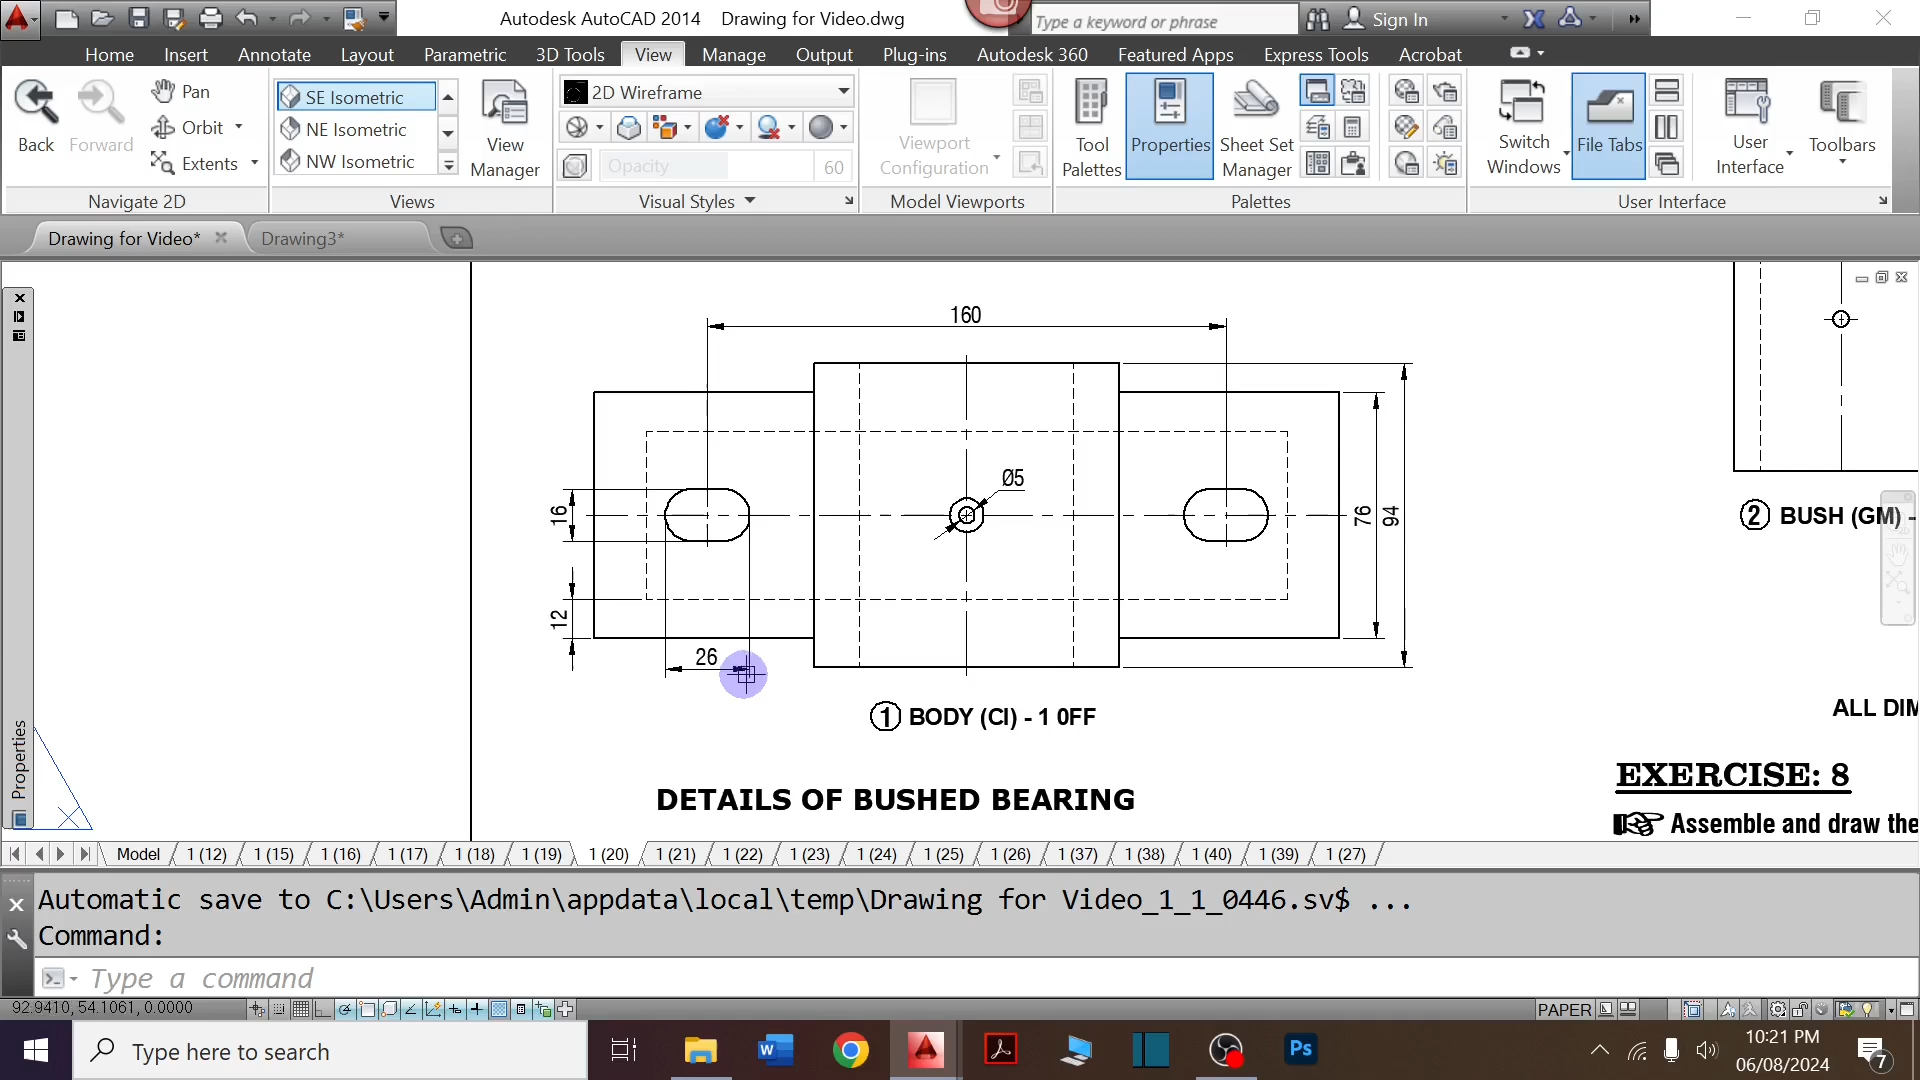 Autodesk AutoCAD 2014 Drawing for Video.dwg
Type a keyword or phrase
Sign In
Home Insert Annotate Layout Parametric 3D Tools View Manage Output Plug-ins Autodesk 360 Featured Apps Express Tools Acrobat
Back
Forward
Pan
Orbit
Extents
Navigate 2D
SE Isometric
NE Isometric
NW Isometric
View Manager
Views
2D Wireframe
Opacity 60
Visual Styles
Viewport Configuration
Model Viewports
Tool Palettes
Properties
Sheet Set Manager
Palettes
Switch Windows
File Tabs
User Interface
Toolbars
User Interface
Drawing for Video*
Drawing3*
Properties
160
Ø5
16
12
26
76
94
1 BODY (CI) - 1 0FF
2 BUSH (GM) -
ALL DIM
DETAILS OF BUSHED BEARING
EXERCISE: 8
Assemble and draw the
Model 1 (12) 1 (15) 1 (16) 1 (17) 1 (18) 1 (19) 1 (20) 1 (21) 1 (22) 1 (23) 1 (24) 1 (25) 1 (26) 1 (37) 1 (38) 1 (40) 1 (39) 1 (27)
Automatic save to C:\Users\Admin\appdata\local\temp\Drawing for Video_1_1_0446.sv$ ...
Command:
Type a command
92.9410, 54.1061, 0.0000
PAPER
Type here to search
W
Ps
10:21 PM
06/08/2024
7